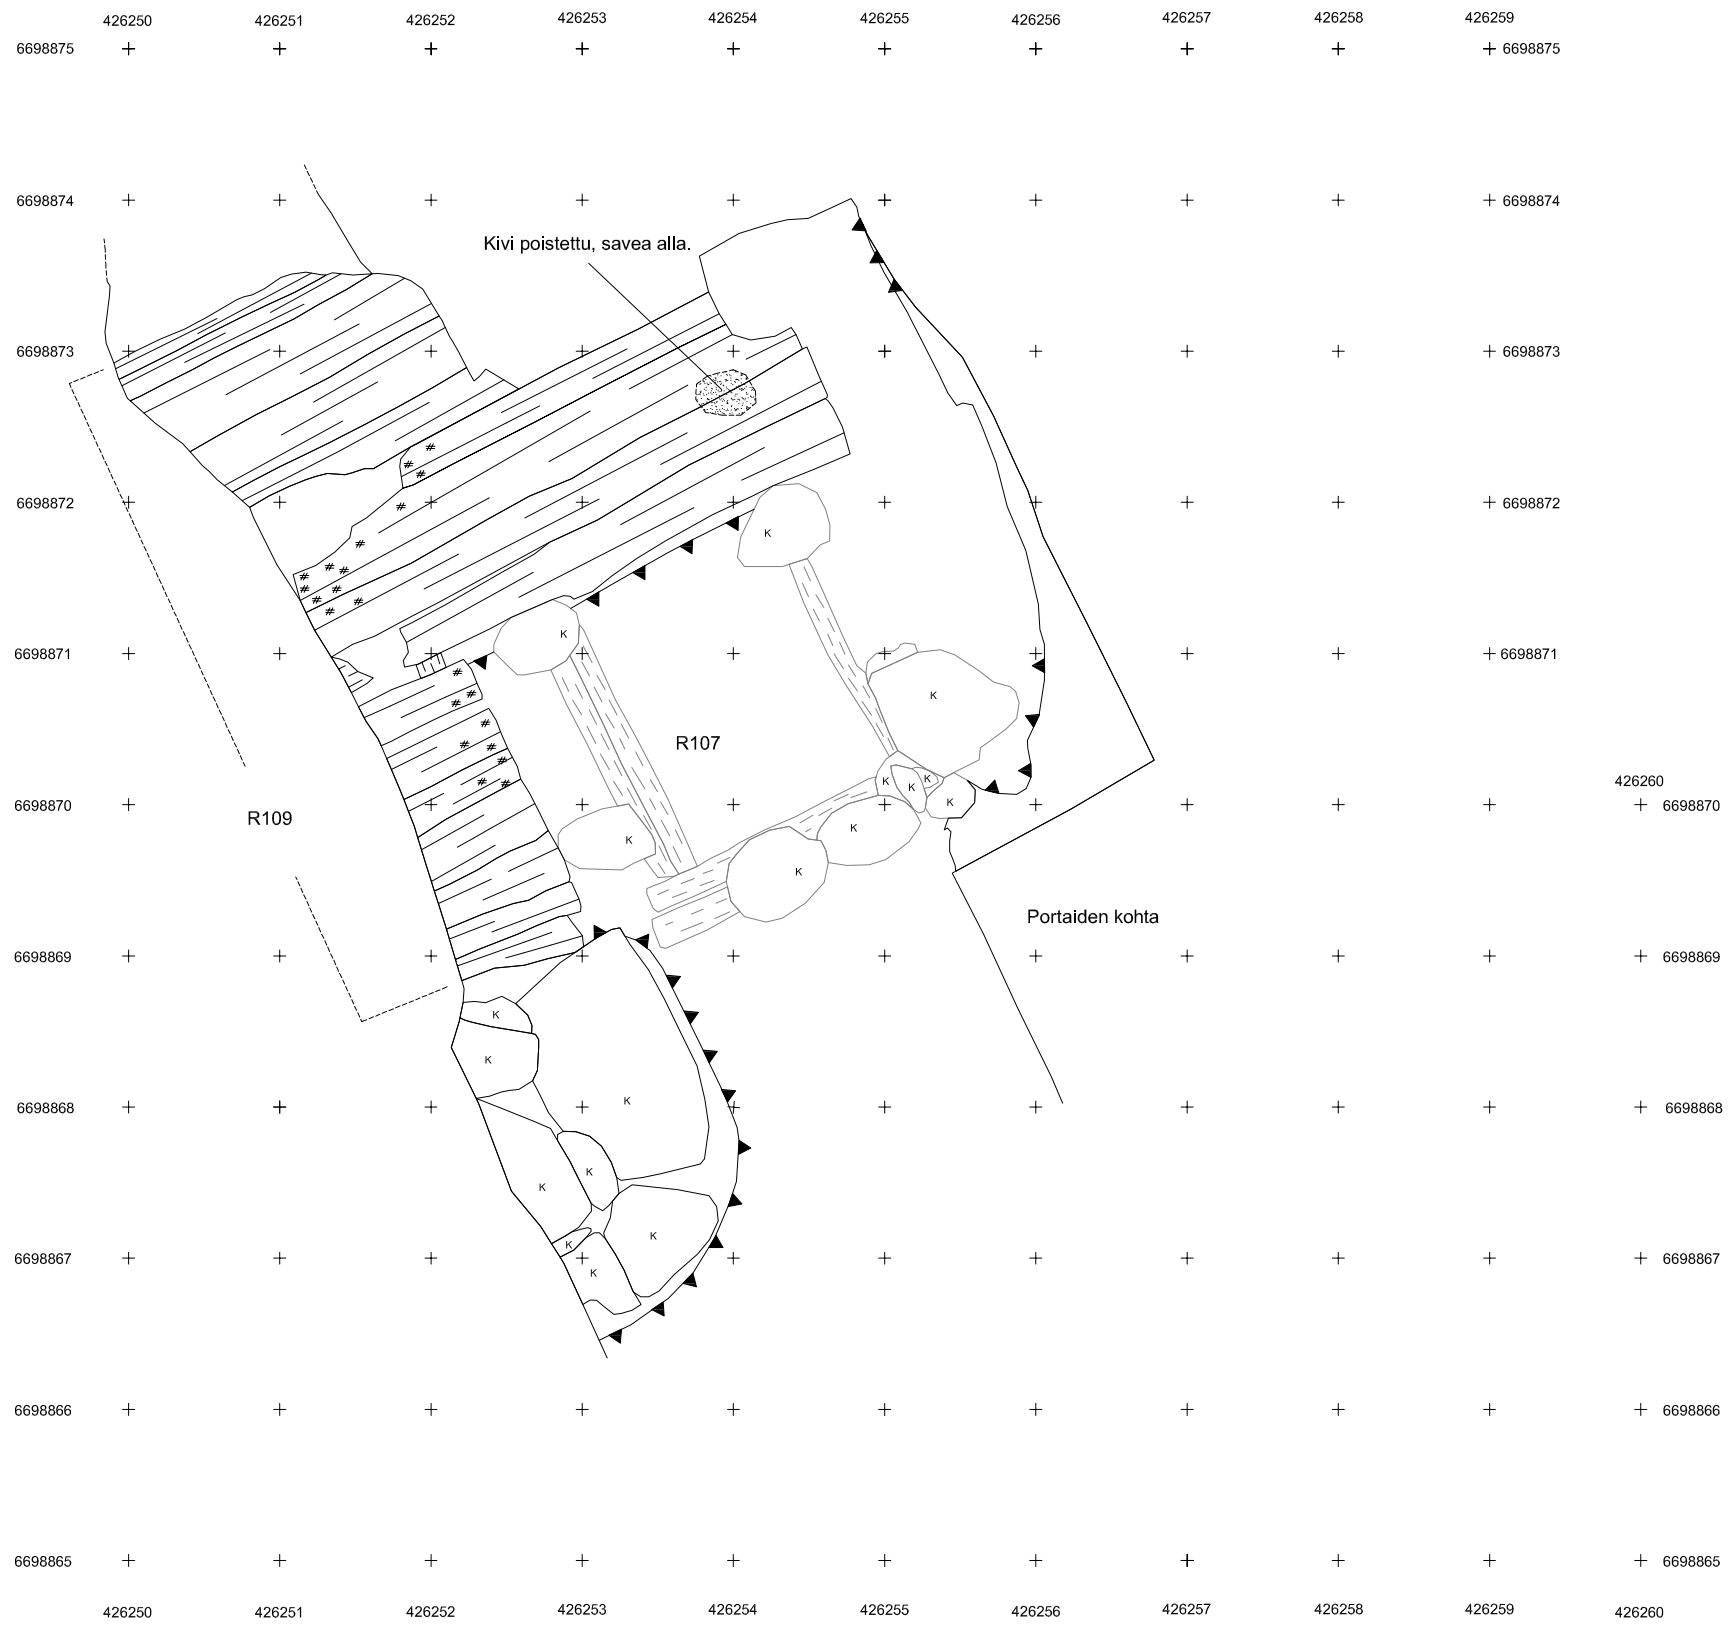 426250 426251 426252 426253 426254 426255 426256 426257 426258 426259
6698875 6698875
6698874 6698874
Kivi poistettu, savea alla.
6698873 6698873
6698872 6698872
K
K
6698871 6698871
K
R107
K K K
426260
K
6698870 6698870
R109
K
K
K
Portaiden kohta
6698869 6698869
K
K
K
6698868 6698868
K
K
K
K
6698867 6698867
K
6698866 6698866
6698865 6698865
426250 426251 426252 426253 426254 426255 426256 426257 426258 426259 426260